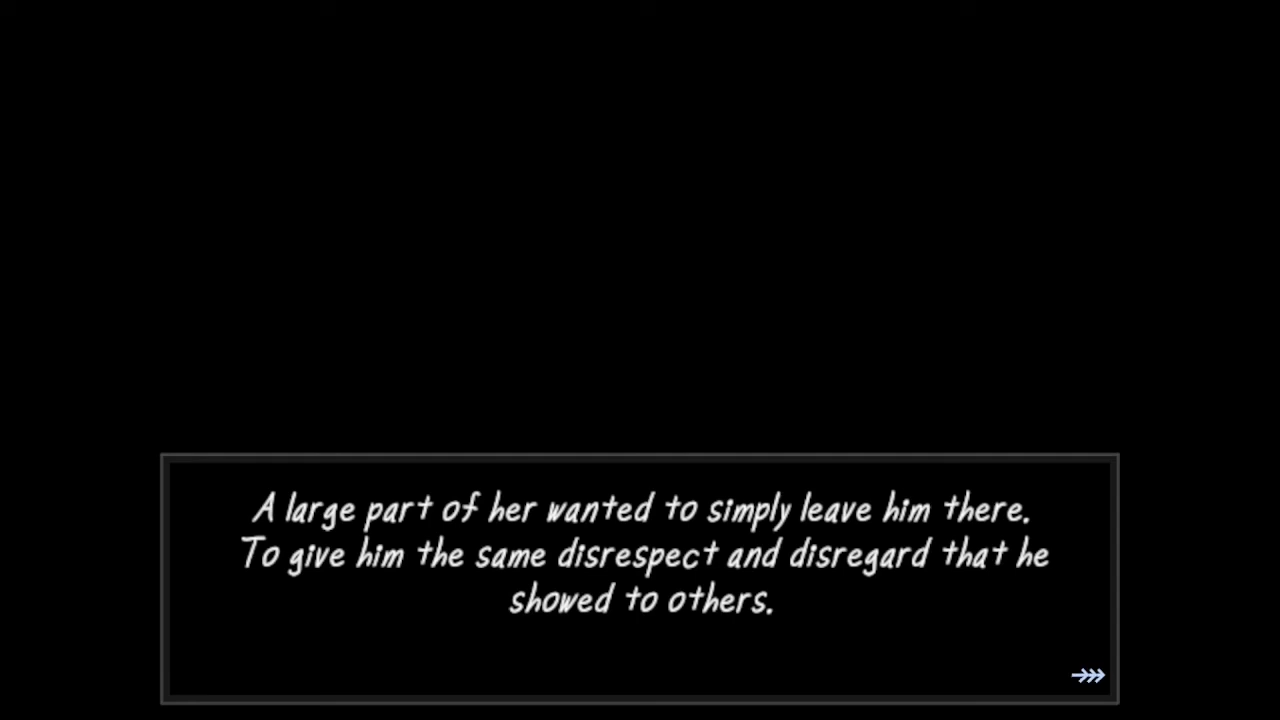 A large part of her wanted to simply leave him there.
To give him the same disrespect and disregard that he
showed to others.